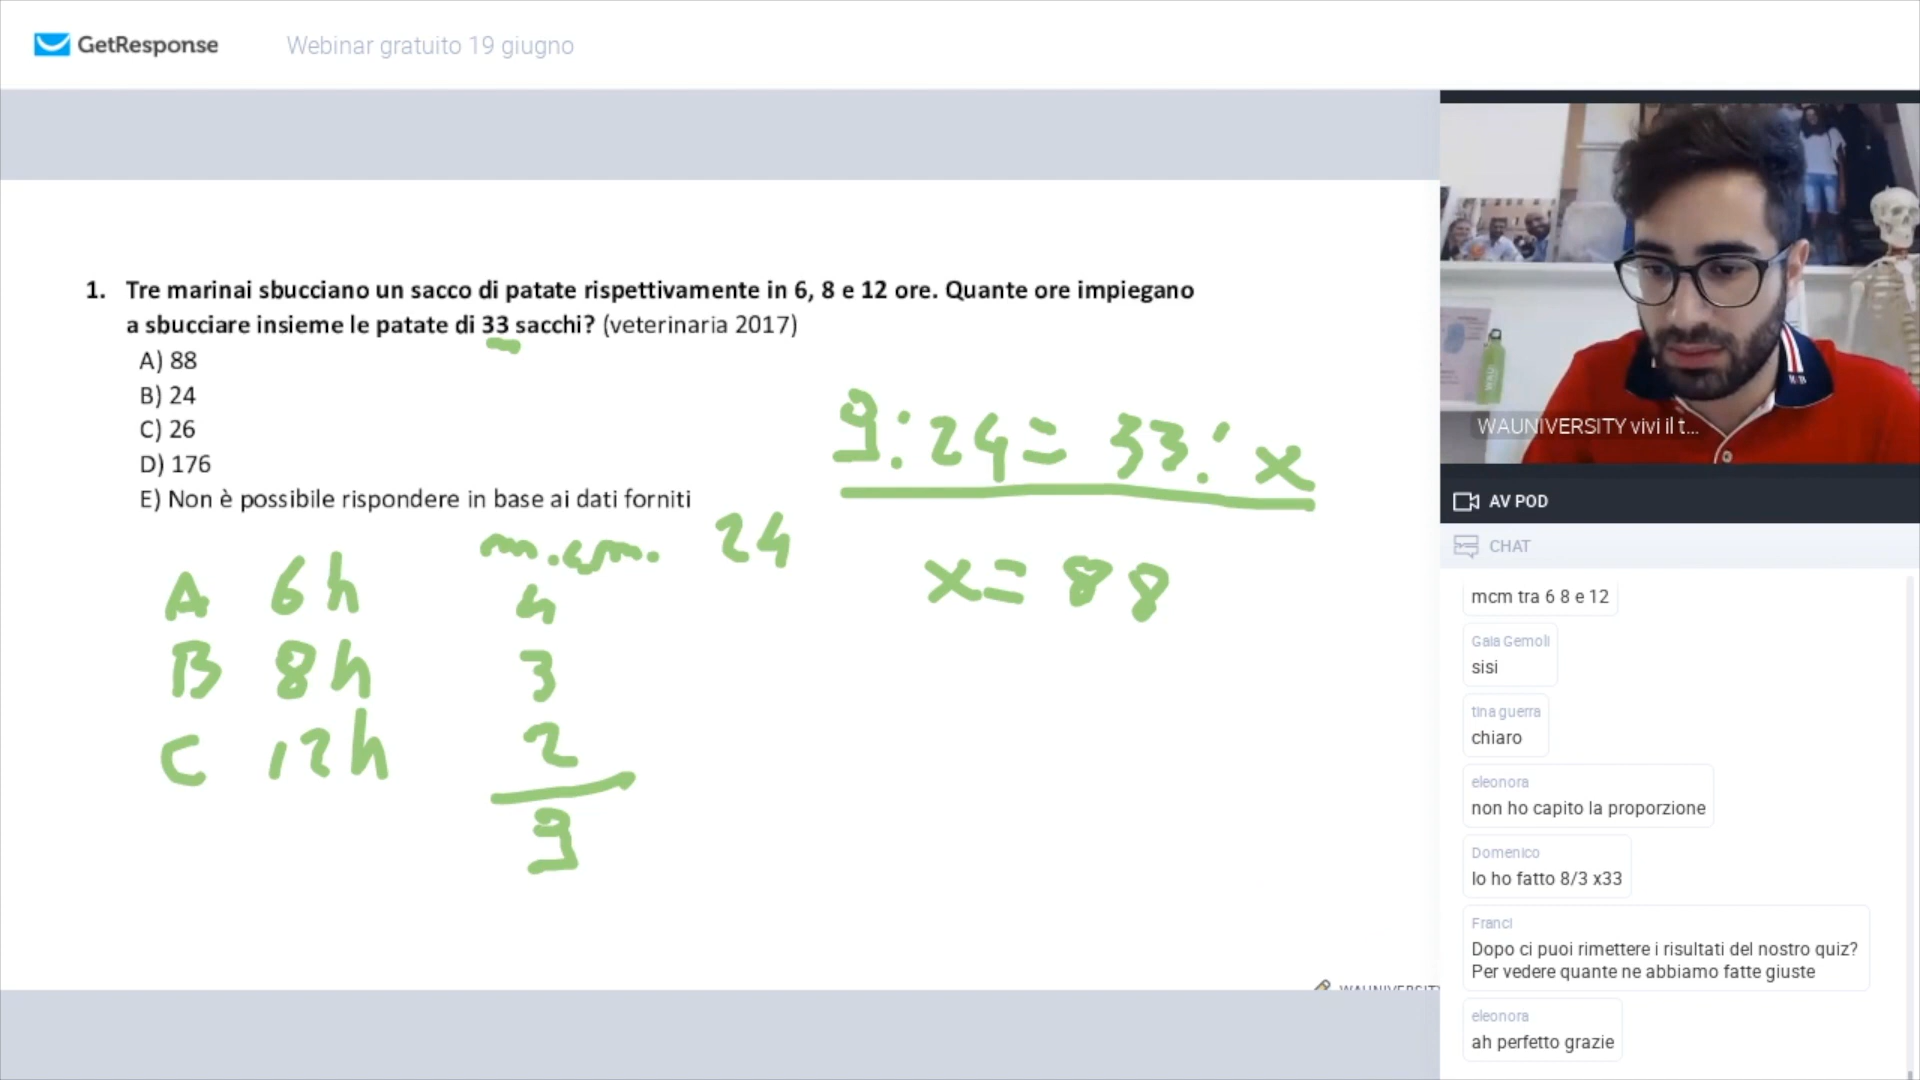 GetResponse
Webinar gratuito 19 giugno
1. Tre marinai sbucciano un sacco di patate rispettivamente in 6, 8 e 12 ore. Quante ore impiegano
a sbucciare insieme le patate di 33 sacchi? (veterinaria 2017)
A) 88
B) 24
C) 26
D) 176
E) Non è possibile rispondere in base ai dati forniti
9:24=33:x
x=88
m.c.m. 24
A 6h 4
B 8h 3
C 12h 2
9
WAUNIVERSITY
WAUNIVERSITY vivi il t...
AV POD
CHAT
mcm tra 6 8 e 12
Gaia Gemoli
sisi
tina guerra
chiaro
eleonora
non ho capito la proporzione
Domenico
Io ho fatto 8/3 x33
Franci
Dopo ci puoi rimettere i risultati del nostro quiz?
Per vedere quante ne abbiamo fatte giuste
eleonora
ah perfetto grazie